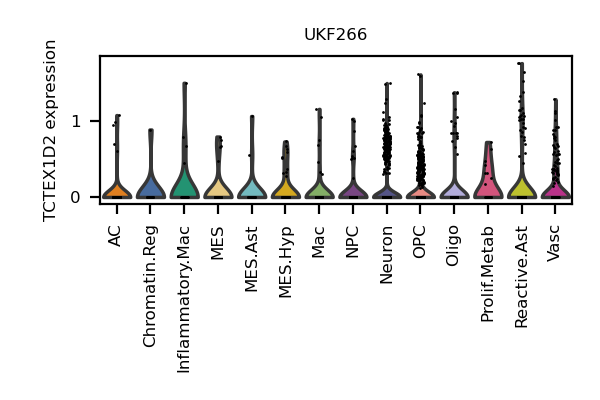 UKF266
TCTEX1D2 expression
1
0
AC
Chromatin.Reg
Inflammatory.Mac
MES
MES.Ast
MES.Hyp
Mac
NPC
Neuron
OPC
Oligo
Prolif.Metab
Reactive.Ast
Vasc